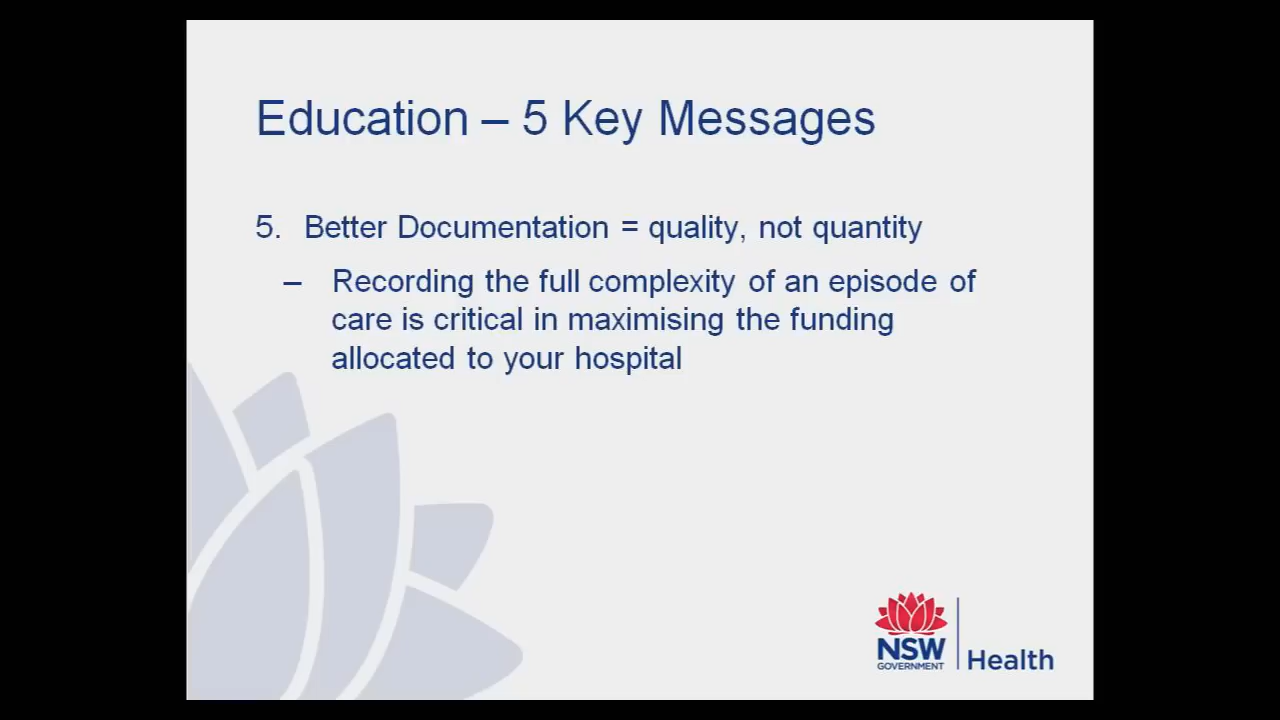 Education – 5 Key Messages
5. Better Documentation = quality, not quantity
– Recording the full complexity of an episode of
care is critical in maximising the funding
allocated to your hospital
NSW
GOVERNMENT
Health